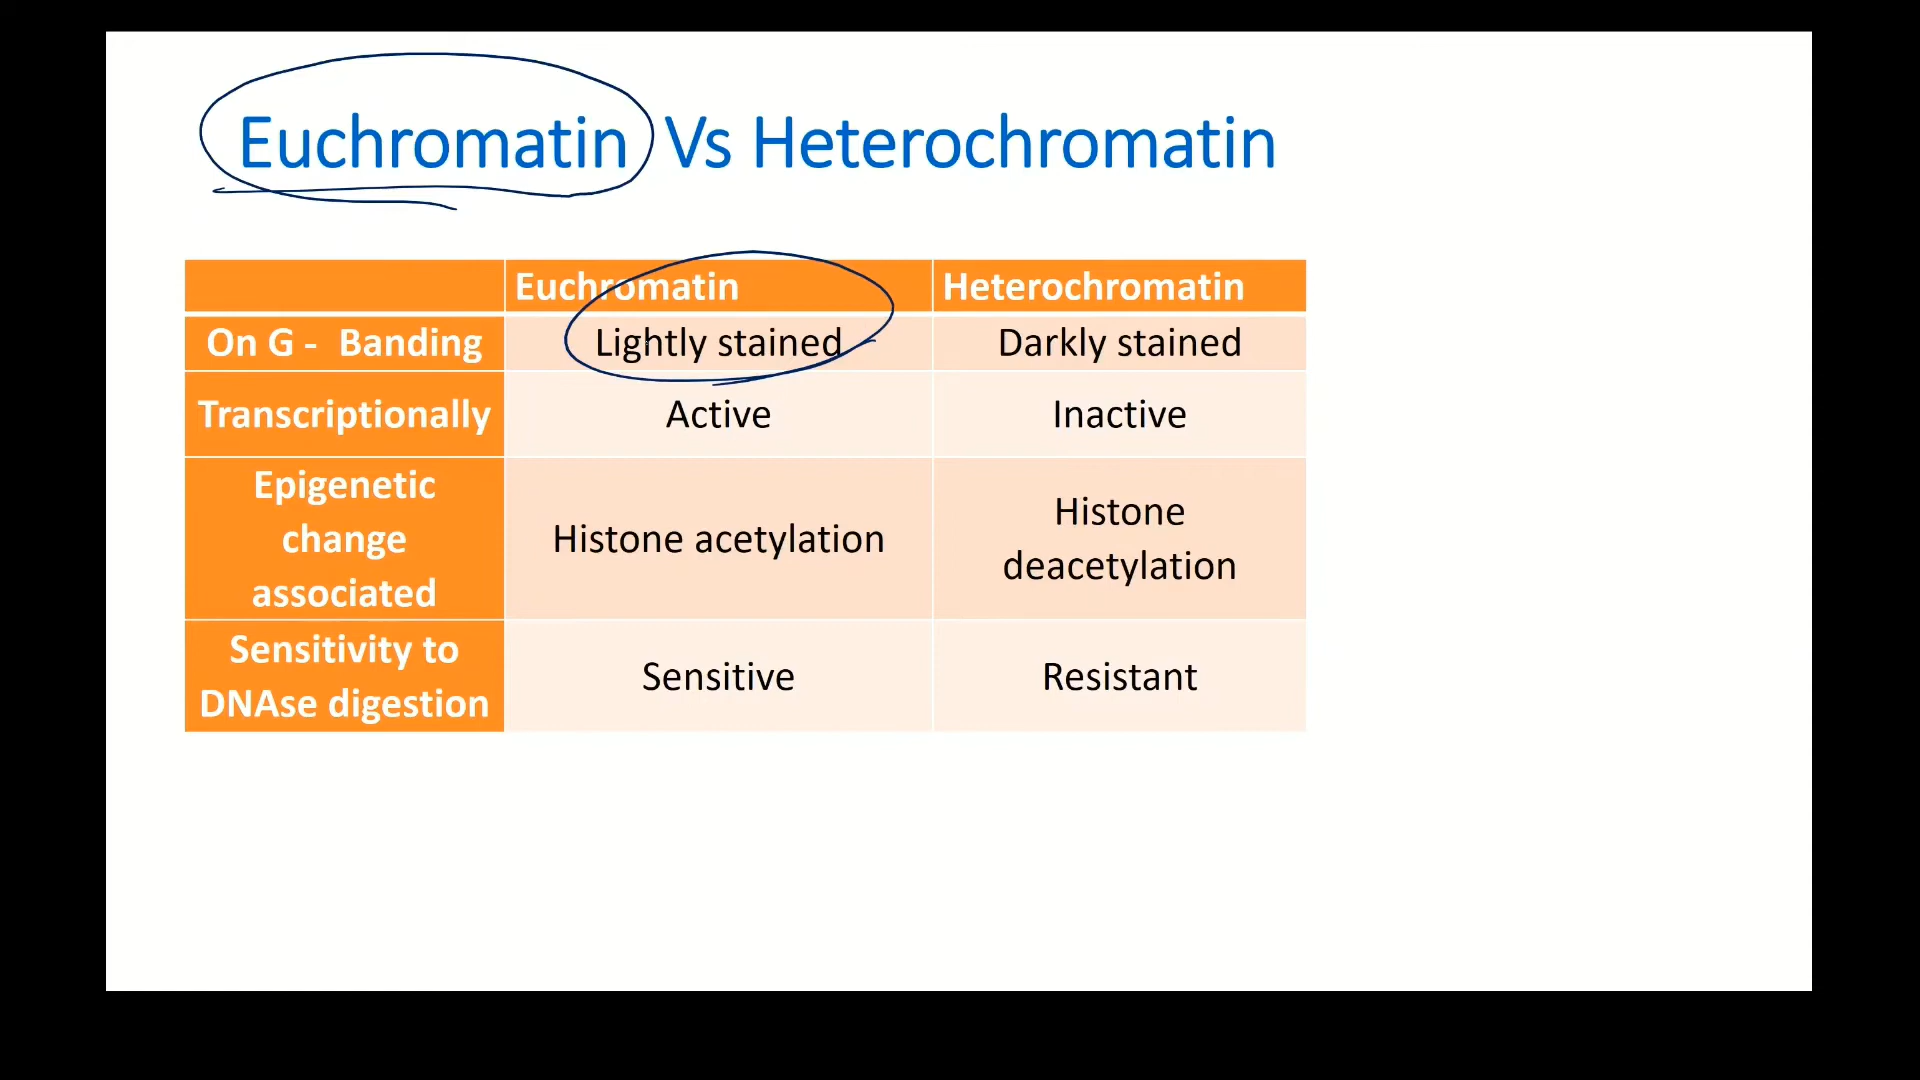 Euchromatin Vs Heterochromatin
Euchromatin Heterochromatin
On G - Banding Lightly stained Darkly stained
Transcriptionally Active Inactive
Epigenetic
change
associated
Histone acetylation
Histone
deacetylation
Sensitivity to
DNAse digestion
Sensitive
Resistant